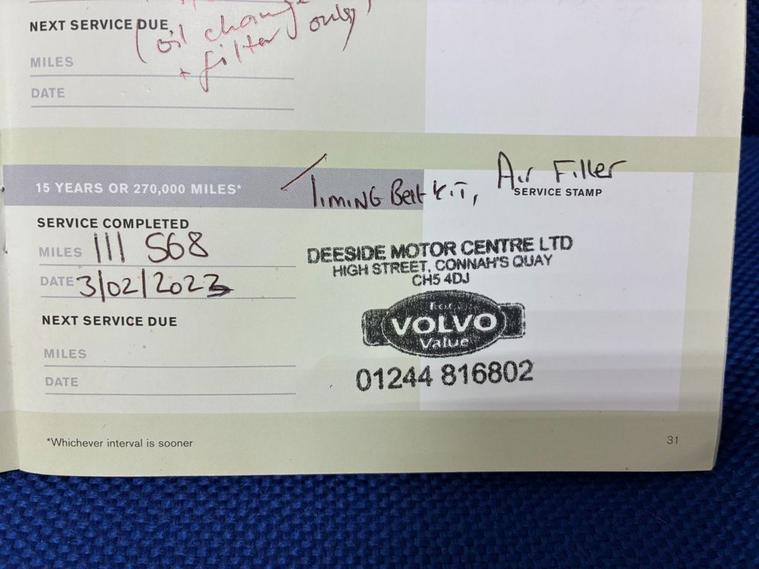 NEXT SERVICE DUE
(oil change
+ filter only)
MILES
DATE
15 YEARS OR 270,000 MILES*
Timing Belt Kit, Air Filter
SERVICE STAMP
SERVICE COMPLETED
MILES 111 568
DATE 3/02/2023
NEXT SERVICE DUE
MILES
DATE
DEESIDE MOTOR CENTRE LTD
HIGH STREET, CONNAH'S QUAY
CH5 4DJ
For
VOLVO
Value
01244 816802
*Whichever interval is sooner
31